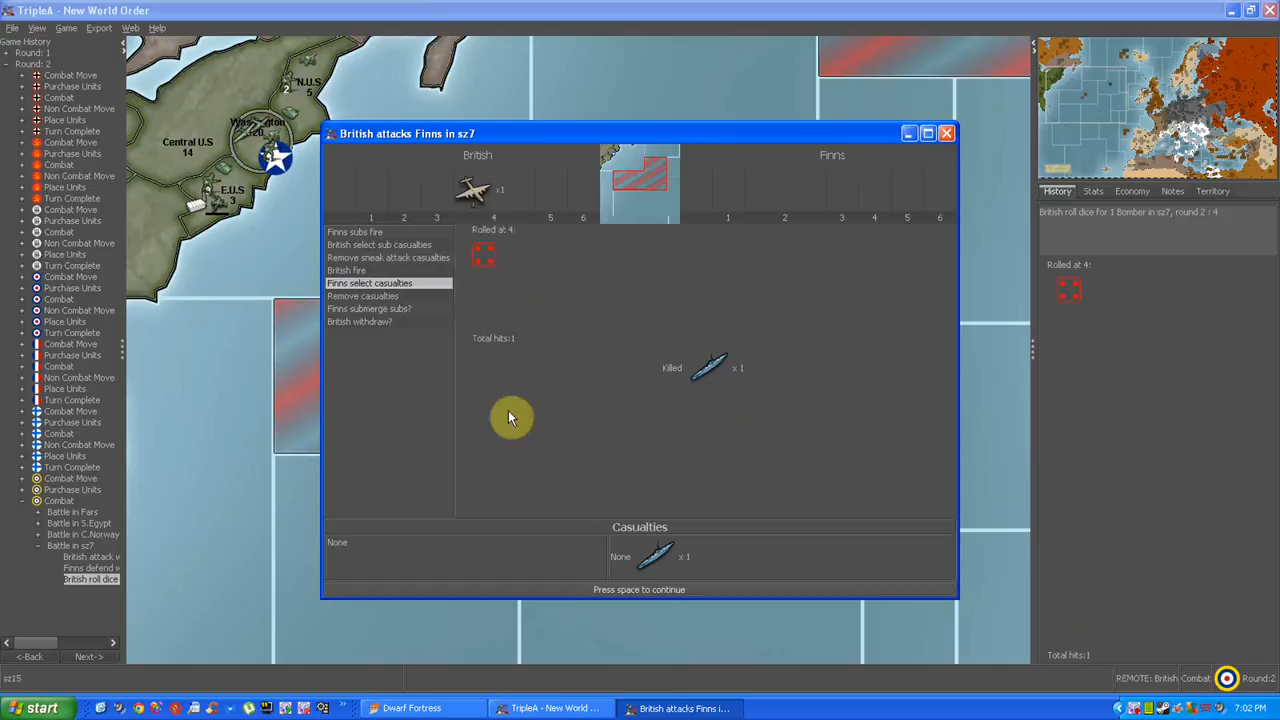 TripleA - New World Order
File View Game Export Web Help
Game History
Round: 1
Round: 2
Combat Move
Purchase Units
Combat
Non Combat Move
Place Units
Turn Complete
Combat Move
Purchase Units
Combat
Non Combat Move
Place Units
Turn Complete
Combat Move
Purchase Units
Combat
Non Combat Move
Place Units
Turn Complete
Combat Move
Purchase Units
Combat
Non Combat Move
Place Units
Turn Complete
Combat Move
Purchase Units
Combat
Non Combat Move
Place Units
Turn Complete
Combat Move
Purchase Units
Combat
Non Combat Move
Place Units
Turn Complete
Combat Move
Purchase Units
Combat
Battle in Fars
Battle in S.Egypt
Battle in C.Norway
Battle in sz7
British attack w
Finns defend w
British roll dice
<-Back Next->
N.U.S
5
2
Washington
20
Central U.S
14
E.U.S
3
British attacks Finns in sz7
British
Finns
x1
1 2 3 4 5 6
1 2 3 4 5 6
Finns subs fire
British select sub casualties
Remove sneak attack casualties
British fire
Finns select casualties
Remove casualties
Finns submerge subs?
British withdraw?
Rolled at 4:
Total hits:1
Killed x 1
Casualties
None
None x 1
Press space to continue
History Stats Economy Notes Territory
British roll dice for 1 Bomber in sz7, round 2 : 4
Rolled at 4:
Total hits:1
sz15
REMOTE: British Combat Round:2
start
Dwarf Fortress
TripleA - New World ...
British attacks Finns i...
7:02 PM